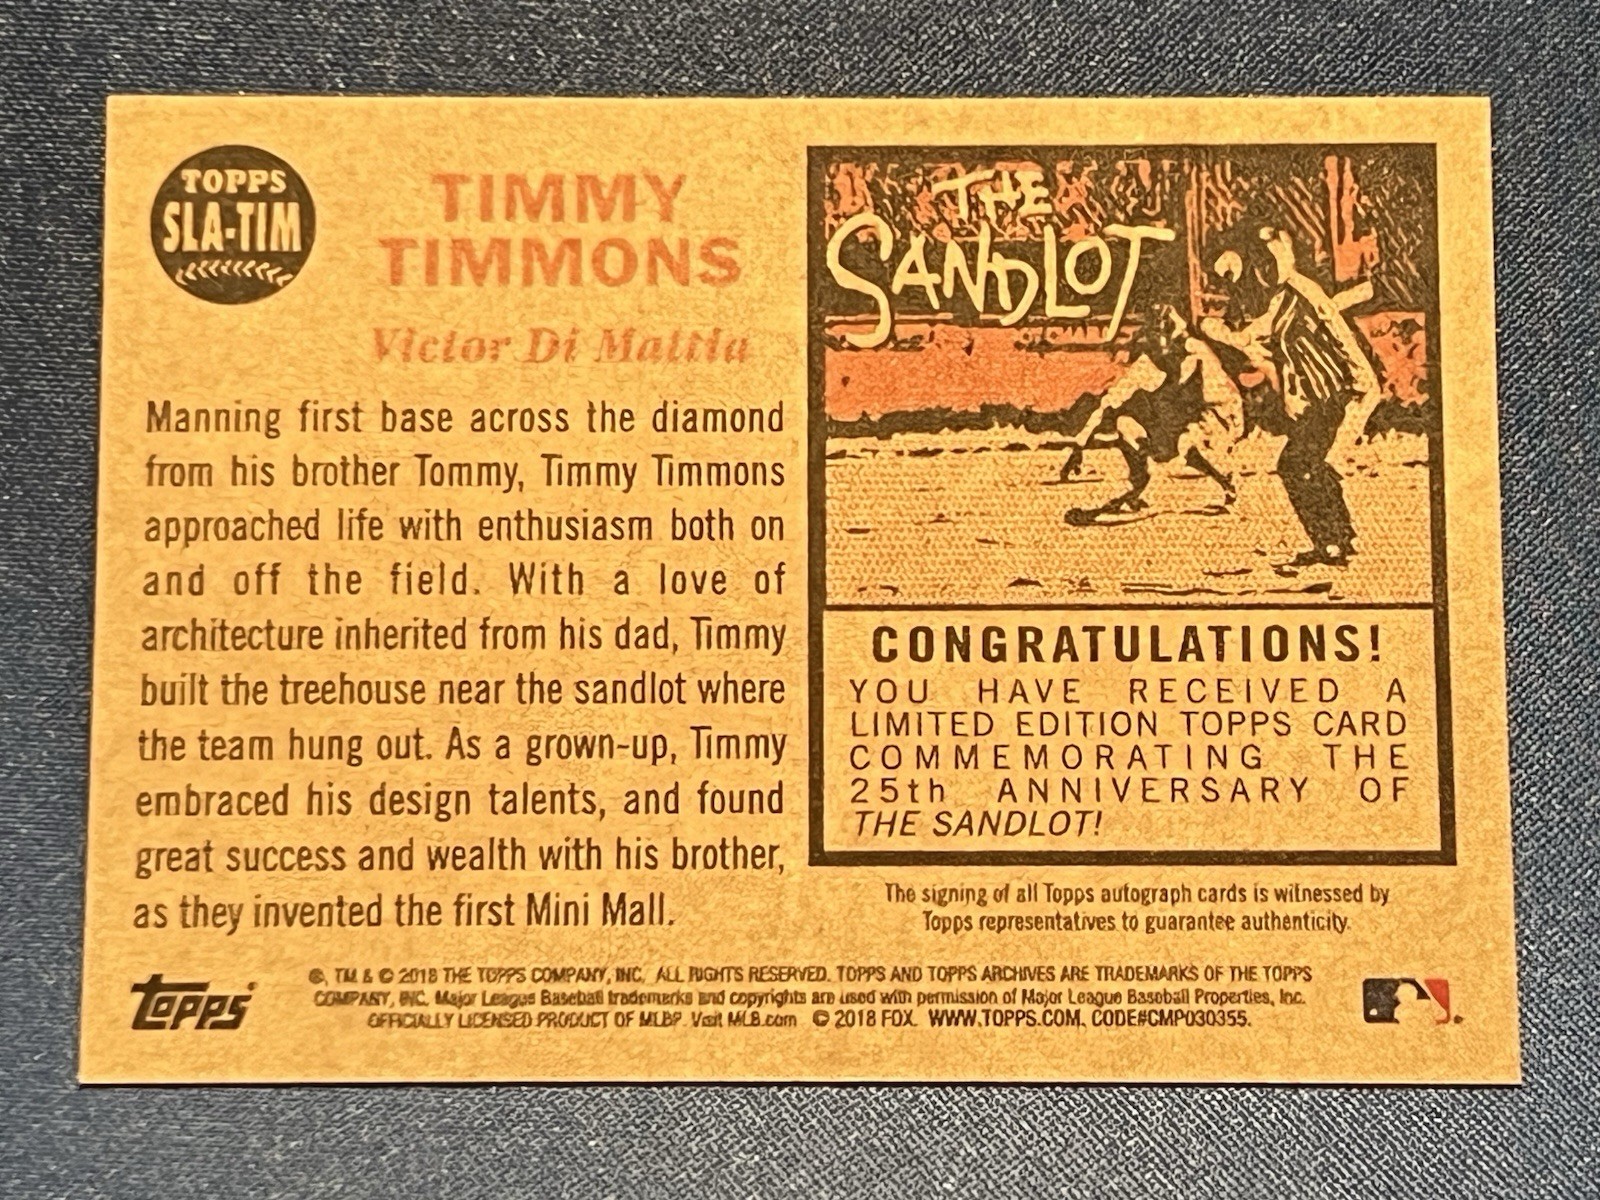 TOPPS
SLA-TIM
TIMMY
TIMMONS
Victor Di Mattia
Manning first base across the diamond
from his brother Tommy, Timmy Timmons
approached life with enthusiasm both on
and off the field. With a love of
architecture inherited from his dad, Timmy
built the treehouse near the sandlot where
the team hung out. As a grown-up, Timmy
embraced his design talents, and found
great success and wealth with his brother,
as they invented the first Mini Mall.
THE
SANDLOT
CONGRATULATIONS!
YOU HAVE RECEIVED A
LIMITED EDITION TOPPS CARD
COMMEMORATING THE
25th ANNIVERSARY OF
THE SANDLOT!
The signing of all Topps autograph cards is witnessed by
Topps representatives to guarantee authenticity.
topps
®, TM & © 2018 THE TOPPS COMPANY, INC. ALL RIGHTS RESERVED. TOPPS AND TOPPS ARCHIVES ARE TRADEMARKS OF THE TOPPS
COMPANY, INC. Major League Baseball trademarks and copyrights are used with permission of Major League Baseball Properties, Inc.
OFFICIALLY LICENSED PRODUCT OF MLBP. Visit MLB.com © 2018 FOX. WWW.TOPPS.COM. CODE#CMP030355.